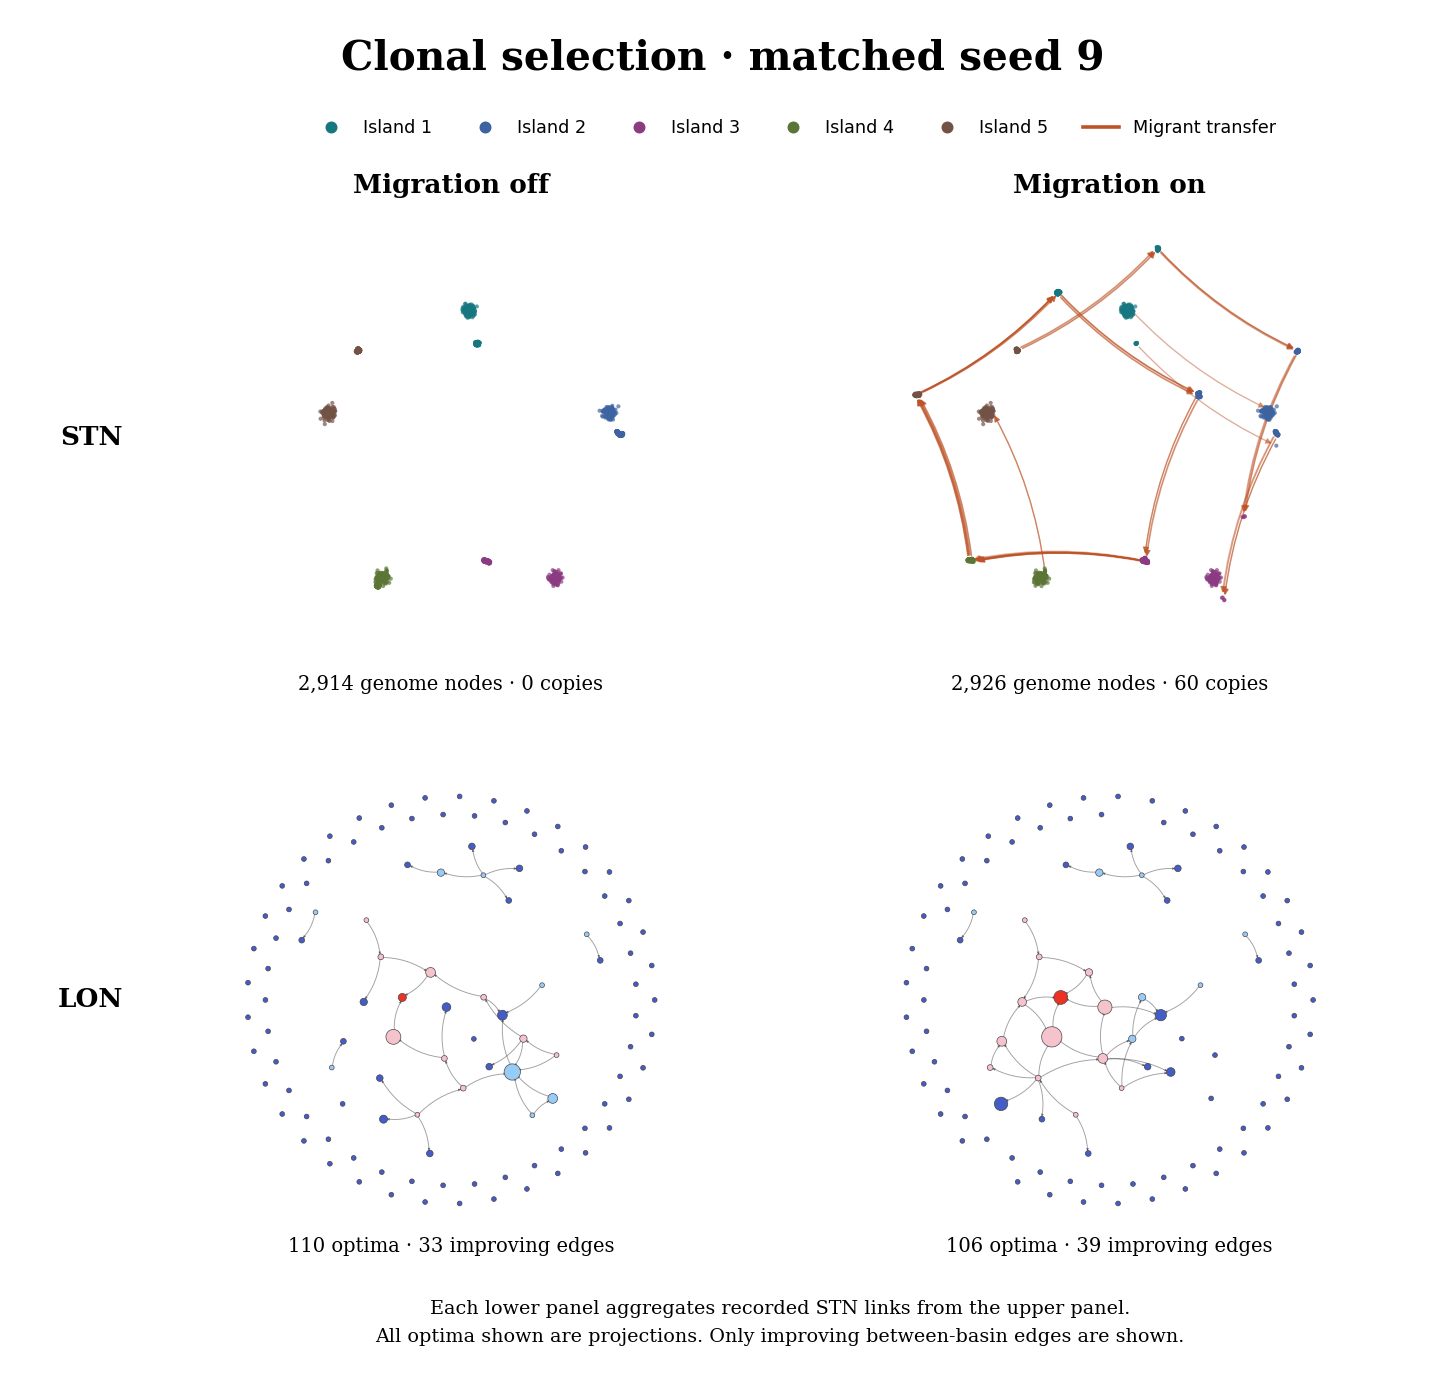 Clonal selection · matched seed 9
Island 1 Island 2 Island 3 Island 4 Island 5 Migrant transfer
Migration off Migration on
STN
2,914 genome nodes · 0 copies 2,926 genome nodes · 60 copies
LON
110 optima · 33 improving edges 106 optima · 39 improving edges
Each lower panel aggregates recorded STN links from the upper panel.
All optima shown are projections. Only improving between-basin edges are shown.